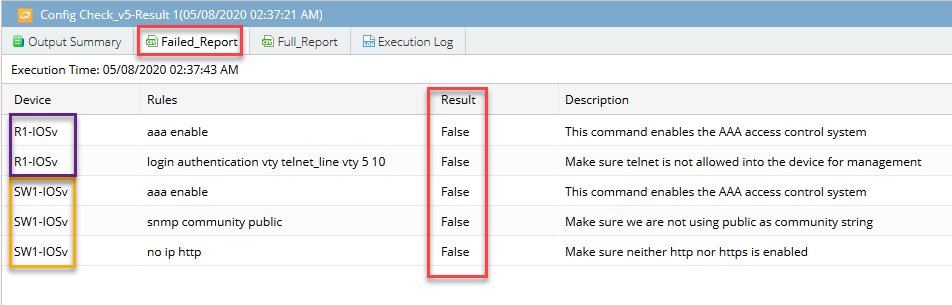 Config Check_v5-Result 1(05/08/2020 02:37:21 AM)
Output Summary Failed_Report Full_Report Execution Log
Execution Time: 05/08/2020 02:37:43 AM
Device Rules Result Description
R1-IOSv aaa enable False This command enables the AAA access control system
R1-IOSv login authentication vty telnet_line vty 5 10 False Make sure telnet is not allowed into the device for management
SW1-IOSv aaa enable False This command enables the AAA access control system
SW1-IOSv snmp community public False Make sure we are not using public as community string
SW1-IOSv no ip http False Make sure neither http nor https is enabled